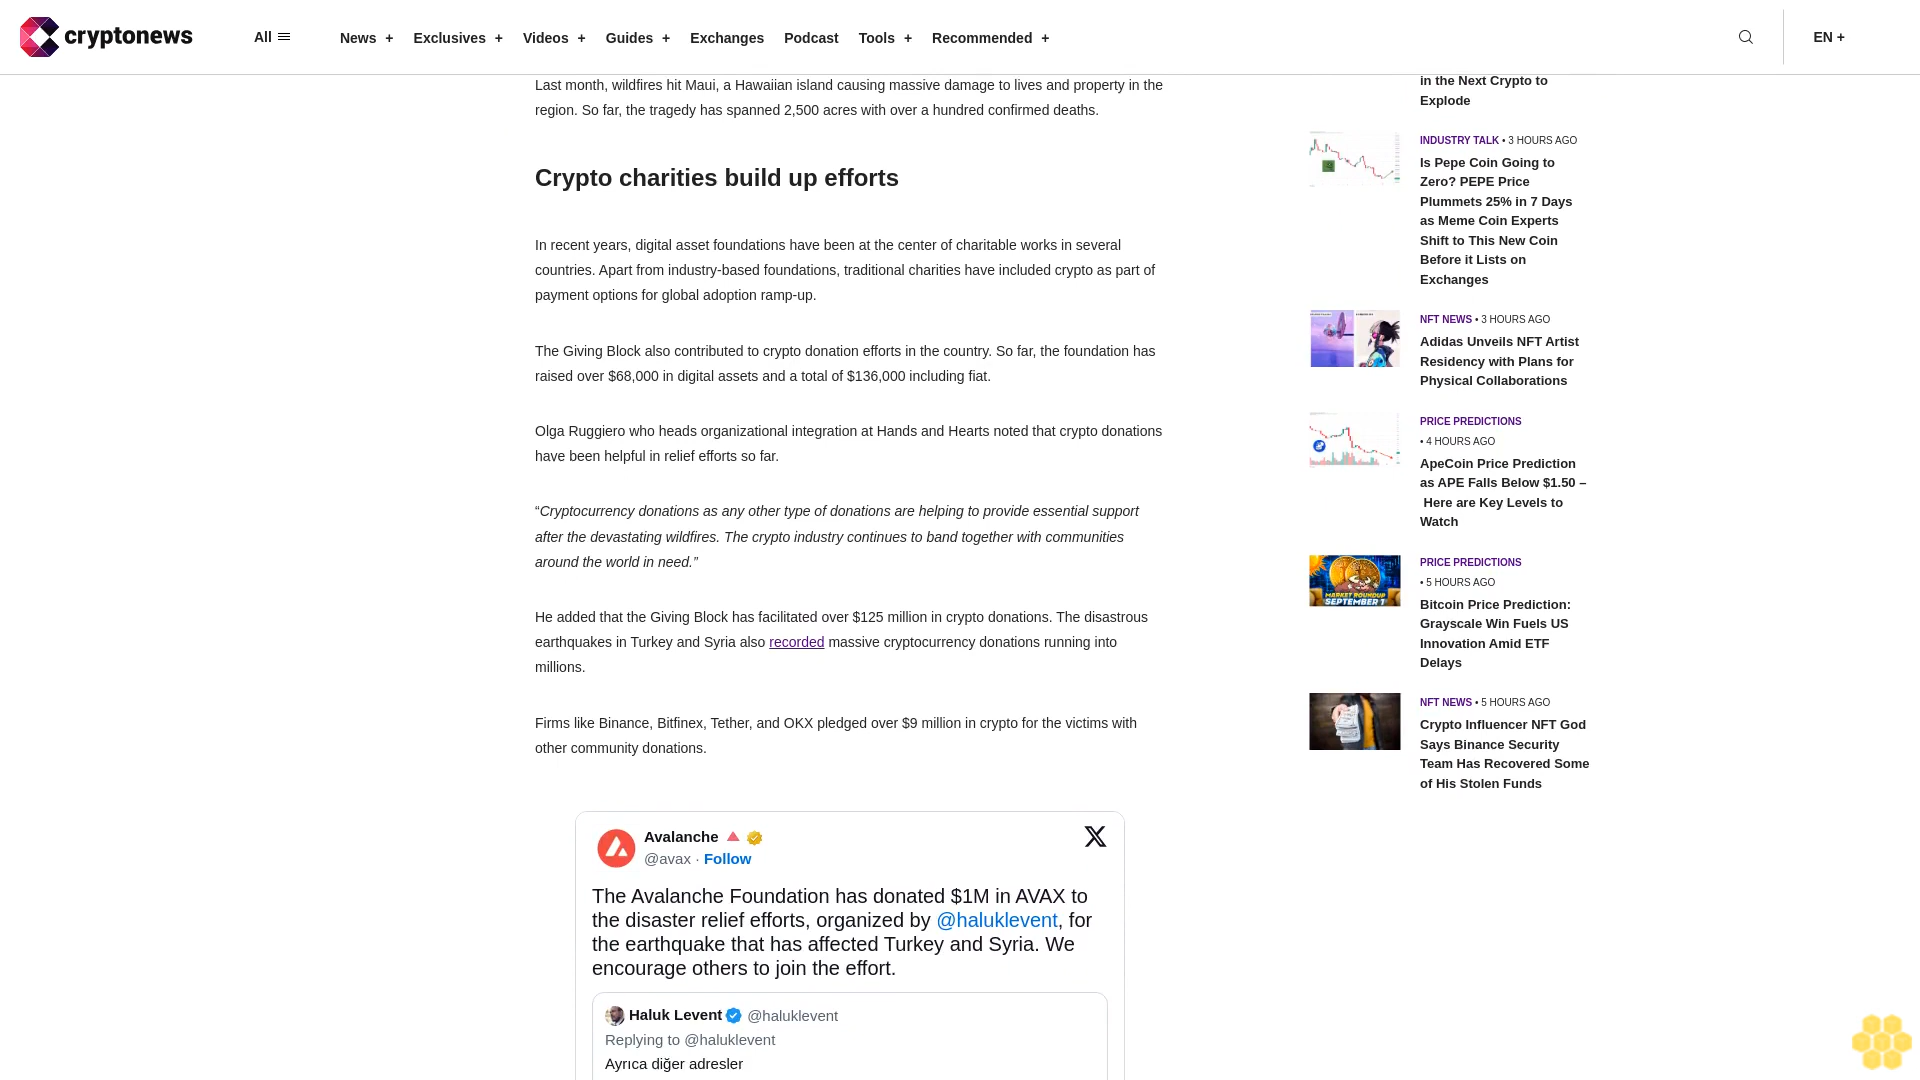 cryptonews
All
News +
Exclusives +
Videos +
Guides +
Exchanges
Podcast
Tools +
Recommended +
EN +
Last month, wildfires hit Maui, a Hawaiian island causing massive damage to lives and property in the
region. So far, the tragedy has spanned 2,500 acres with over a hundred confirmed deaths.
Crypto charities build up efforts
In recent years, digital asset foundations have been at the center of charitable works in several
countries. Apart from industry-based foundations, traditional charities have included crypto as part of
payment options for global adoption ramp-up.
The Giving Block also contributed to crypto donation efforts in the country. So far, the foundation has
raised over $68,000 in digital assets and a total of $136,000 including fiat.
Olga Ruggiero who heads organizational integration at Hands and Hearts noted that crypto donations
have been helpful in relief efforts so far.
“Cryptocurrency donations as any other type of donations are helping to provide essential support
after the devastating wildfires. The crypto industry continues to band together with communities
around the world in need.”
He added that the Giving Block has facilitated over $125 million in crypto donations. The disastrous
earthquakes in Turkey and Syria also recorded massive cryptocurrency donations running into
millions.
Firms like Binance, Bitfinex, Tether, and OKX pledged over $9 million in crypto for the victims with
other community donations.
Avalanche
@avax · Follow
The Avalanche Foundation has donated $1M in AVAX to
the disaster relief efforts, organized by @haluklevent, for
the earthquake that has affected Turkey and Syria. We
encourage others to join the effort.
Haluk Levent @haluklevent
Replying to @haluklevent
Ayrıca diğer adresler
in the Next Crypto to
Explode
INDUSTRY TALK • 3 HOURS AGO
Is Pepe Coin Going to
Zero? PEPE Price
Plummets 25% in 7 Days
as Meme Coin Experts
Shift to This New Coin
Before it Lists on
Exchanges
NFT NEWS • 3 HOURS AGO
Adidas Unveils NFT Artist
Residency with Plans for
Physical Collaborations
PRICE PREDICTIONS
• 4 HOURS AGO
ApeCoin Price Prediction
as APE Falls Below $1.50 –
Here are Key Levels to
Watch
MARKET ROUNDUP
SEPTEMBER 1
PRICE PREDICTIONS
• 5 HOURS AGO
Bitcoin Price Prediction:
Grayscale Win Fuels US
Innovation Amid ETF
Delays
NFT NEWS • 5 HOURS AGO
Crypto Influencer NFT God
Says Binance Security
Team Has Recovered Some
of His Stolen Funds